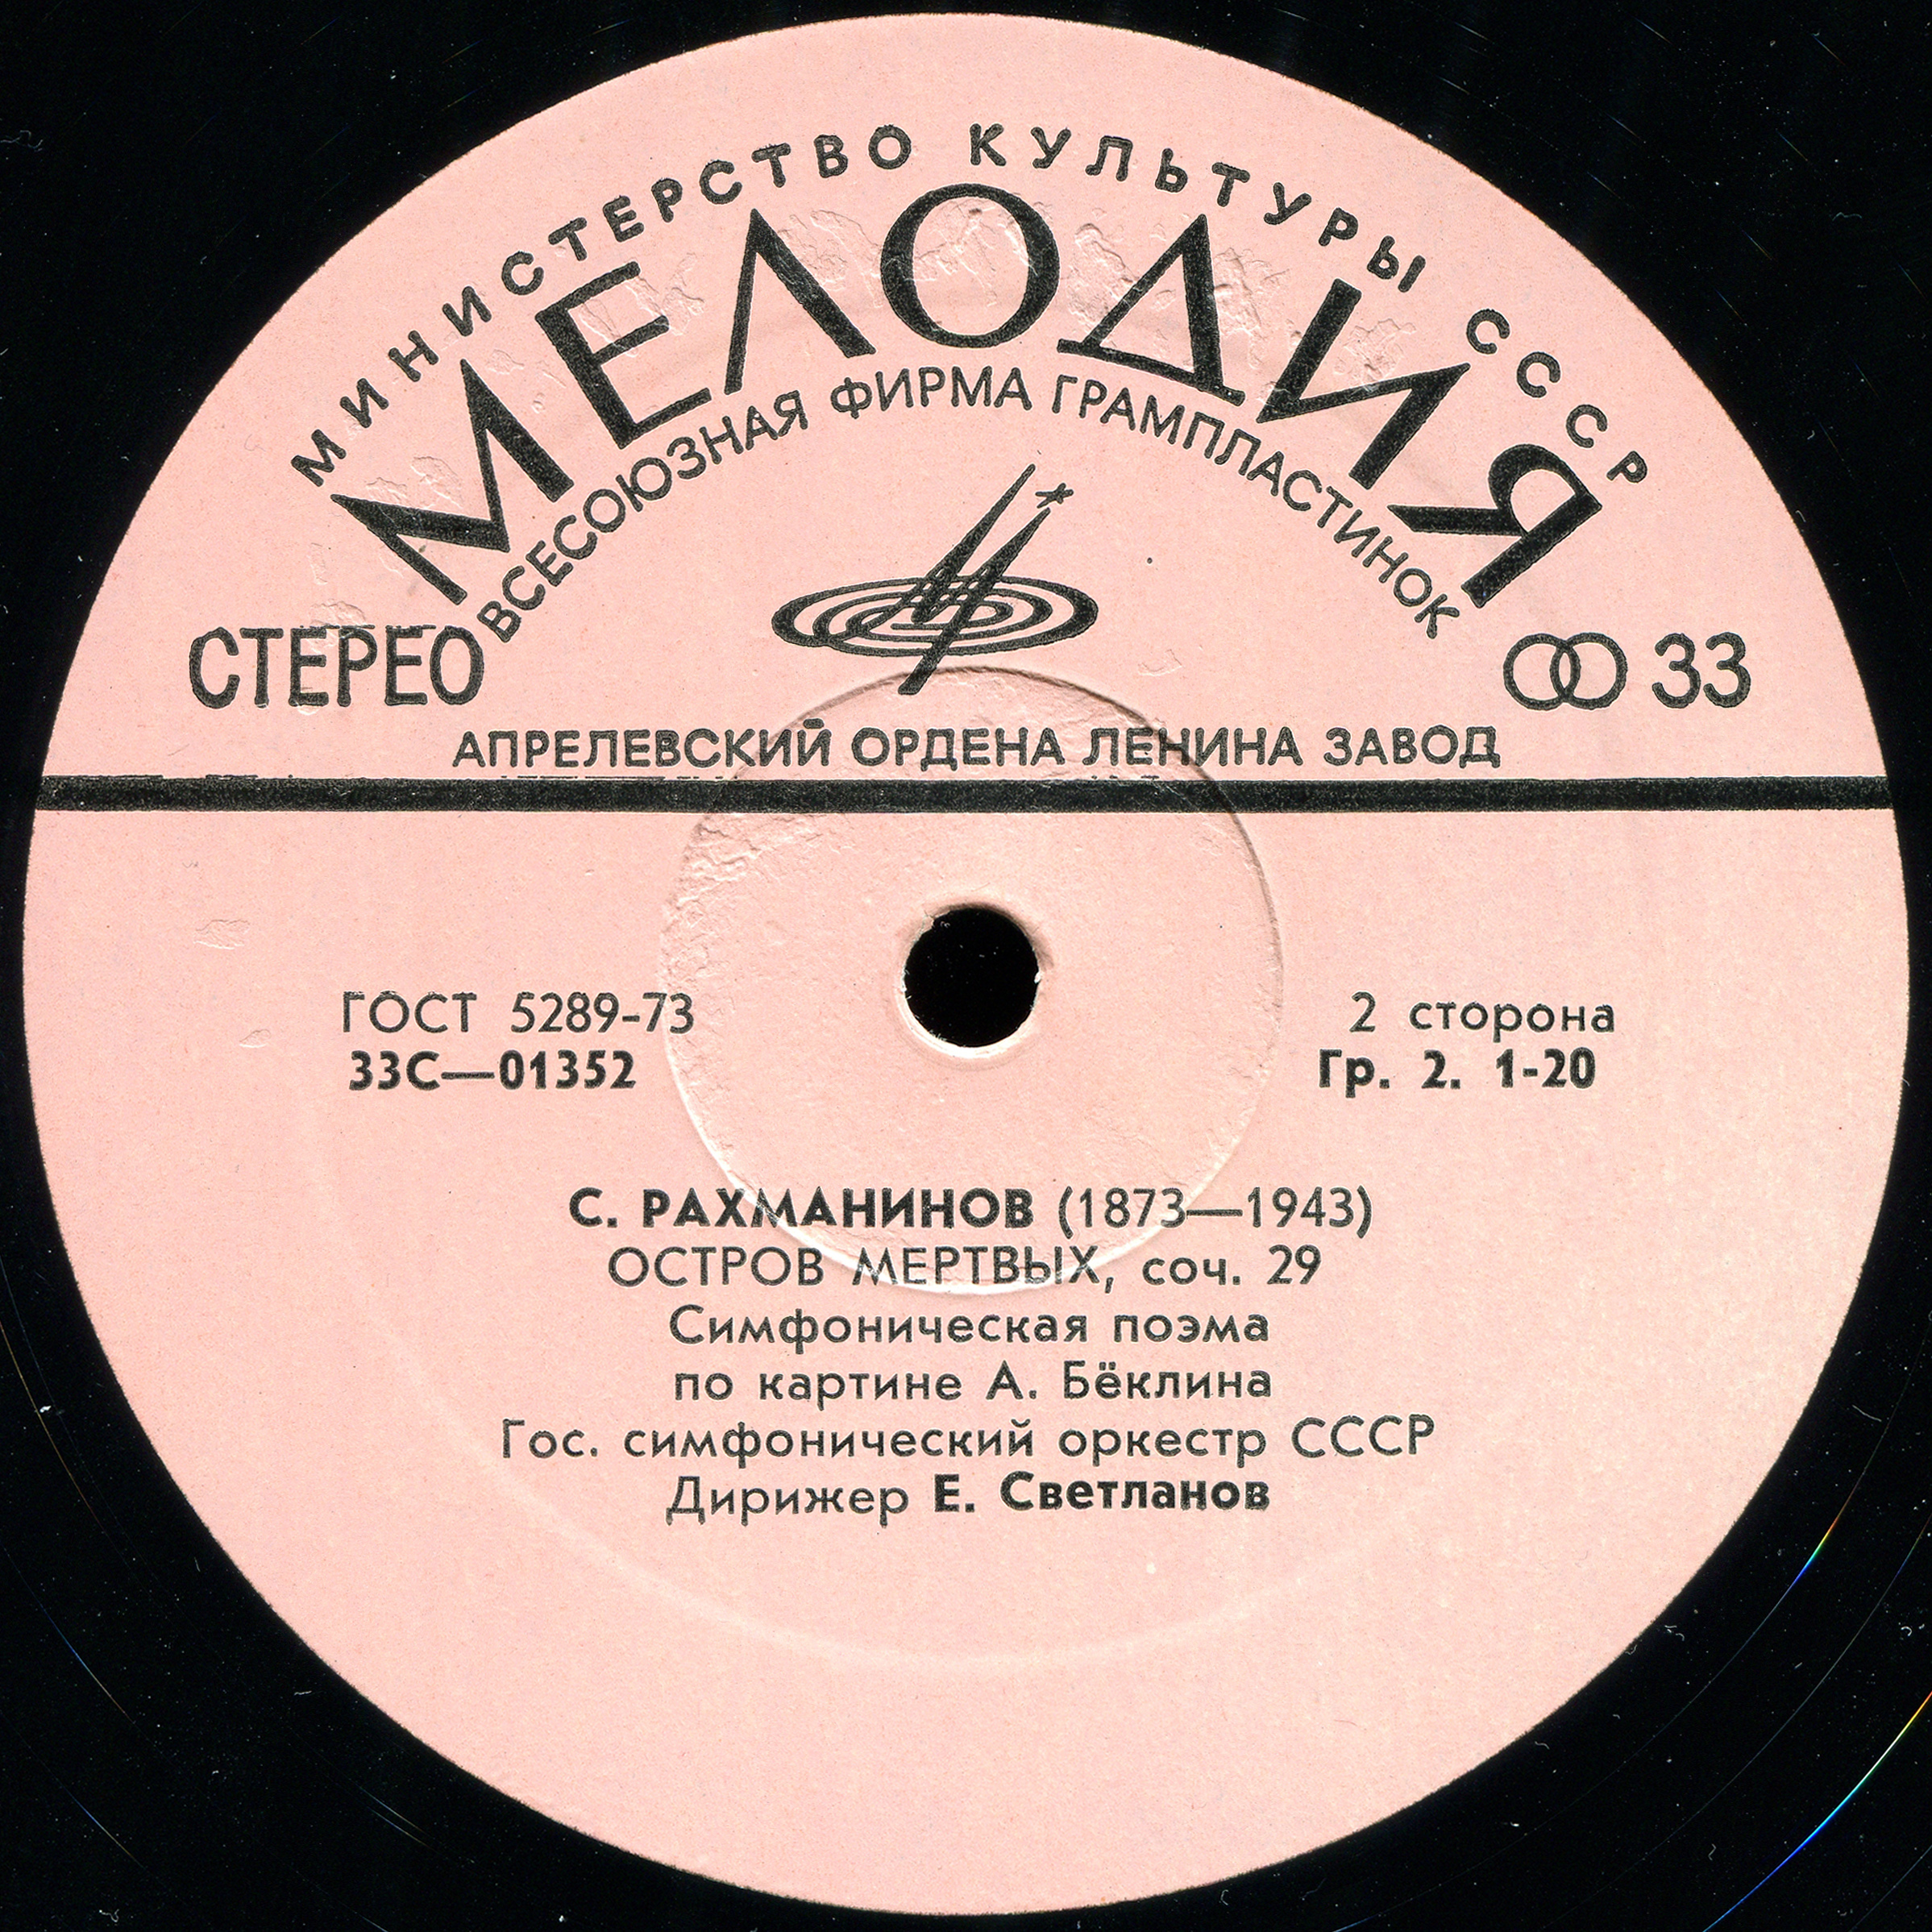 МИНИСТЕРСТВО КУЛЬТУРЫ СССР
МЕЛОДИЯ
ВСЕСОЮЗНАЯ ФИРМА ГРАМПЛАСТИНОК
СТЕРЕО
33
АПРЕЛЕВСКИЙ ОРДЕНА ЛЕНИНА ЗАВОД
ГОСТ 5289-73
2 сторона
33С—01352
Гр. 2. 1-20
С. РАХМАНИНОВ (1873—1943)
ОСТРОВ МЕРТВЫХ, соч. 29
Симфоническая поэма
по картине А. Бёклина
Гос. симфонический оркестр СССР
Дирижер Е. Светланов